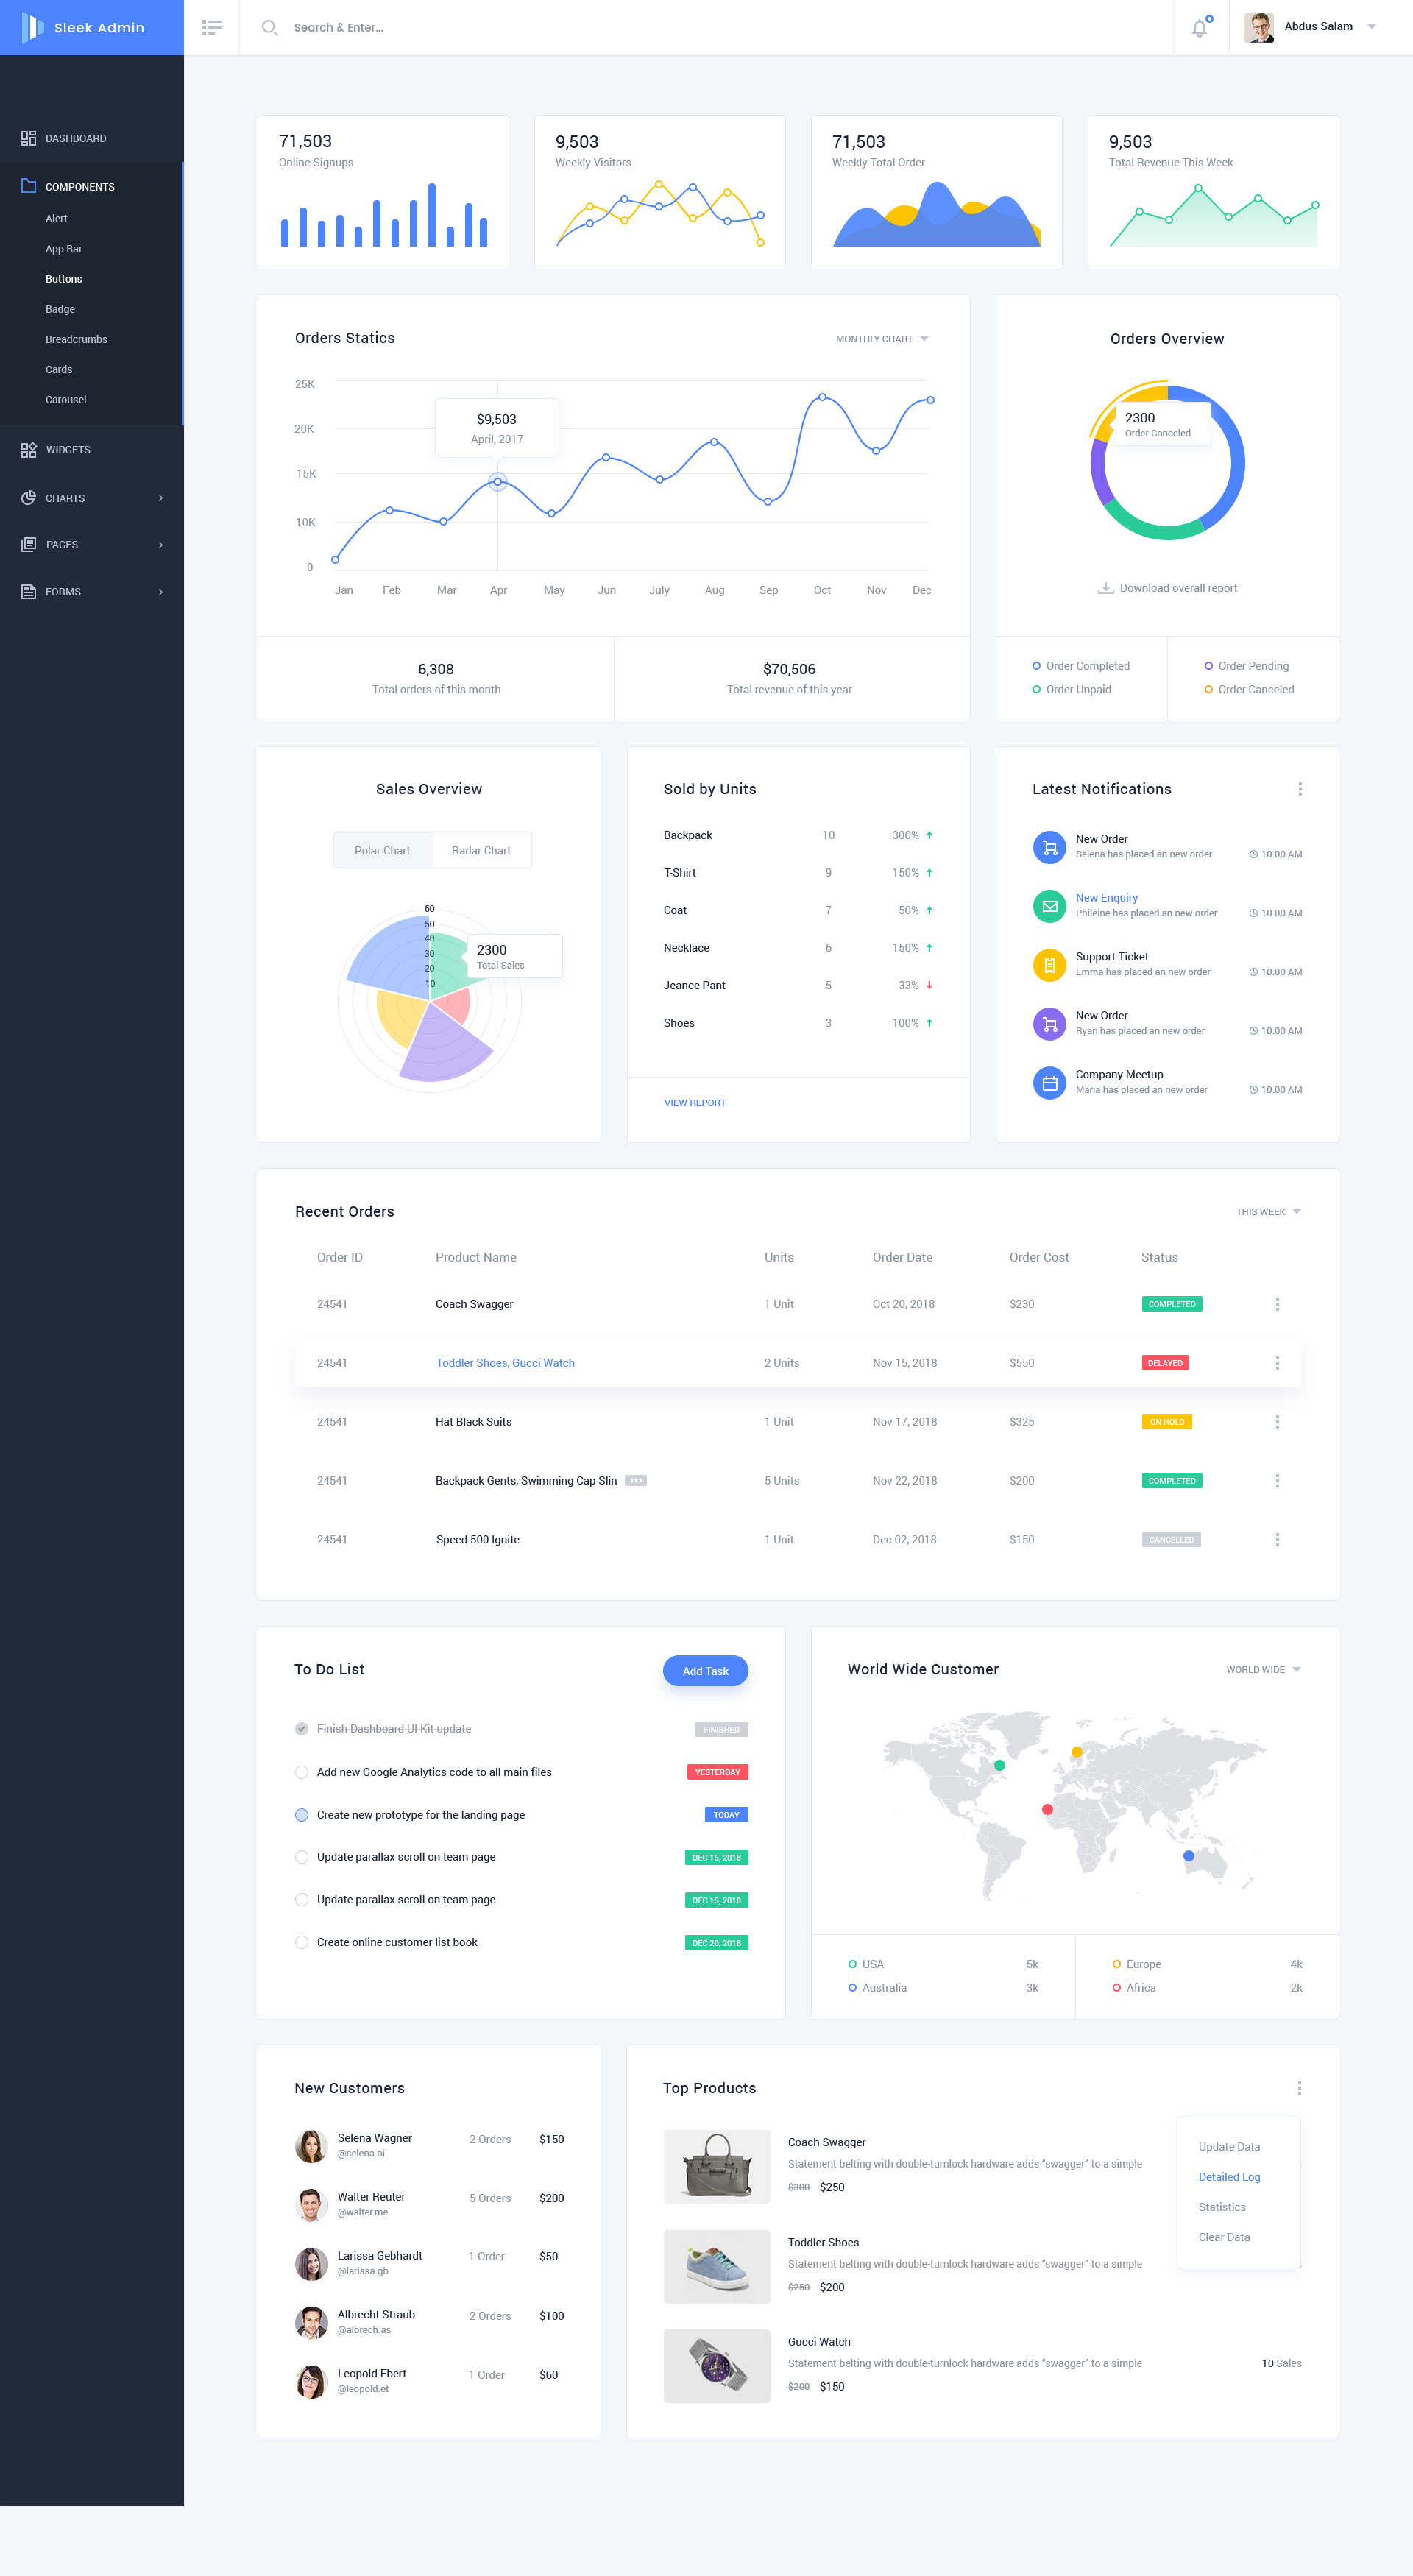 Sleek Admin
Search & Enter...
Abdus Salam
DASHBOARD
COMPONENTS
Alert
App Bar
Buttons
Badge
Breadcrumbs
Cards
Carousel
WIDGETS
CHARTS
PAGES
FORMS
71,503
Online Signups
9,503
Weekly Visitors
71,503
Weekly Total Order
9,503
Total Revenue This Week
Orders Statics
MONTHLY CHART
25K
20K
15K
10K
0
$9,503
April, 2017
Jan Feb Mar Apr May Jun July Aug Sep Oct Nov Dec
6,308
Total orders of this month
$70,506
Total revenue of this year
Orders Overview
2300
Order Canceled
Download overall report
Order Completed
Order Unpaid
Order Pending
Order Canceled
Sales Overview
Polar Chart Radar Chart
60
50
40
30
20
10
2300
Total Sales
Sold by Units
Backpack 10 300%
T-Shirt 9 150%
Coat 7 50%
Necklace 6 150%
Jeance Pant 5 33%
Shoes 3 100%
VIEW REPORT
Latest Notifications
New Order
Selena has placed an new order 10.00 AM
New Enquiry
Phileine has placed an new order 10.00 AM
Support Ticket
Emma has placed an new order 10.00 AM
New Order
Ryan has placed an new order 10.00 AM
Company Meetup
Maria has placed an new order 10.00 AM
Recent Orders
THIS WEEK
Order ID Product Name Units Order Date Order Cost Status
24541 Coach Swagger 1 Unit Oct 20, 2018 $230 COMPLETED
24541 Toddler Shoes, Gucci Watch 2 Units Nov 15, 2018 $550 DELAYED
24541 Hat Black Suits 1 Unit Nov 17, 2018 $325 ON HOLD
24541 Backpack Gents, Swimming Cap Slin 5 Units Nov 22, 2018 $200 COMPLETED
24541 Speed 500 Ignite 1 Unit Dec 02, 2018 $150 CANCELLED
To Do List
Add Task
Finish Dashboard UI Kit update FINISHED
Add new Google Analytics code to all main files YESTERDAY
Create new prototype for the landing page TODAY
Update parallax scroll on team page DEC 15, 2018
Update parallax scroll on team page DEC 15, 2018
Create online customer list book DEC 20, 2018
World Wide Customer
WORLD WIDE
USA 5k
Australia 3k
Europe 4k
Africa 2k
New Customers
Selena Wagner 2 Orders $150
@selena.oi
Walter Reuter 5 Orders $200
@walter.me
Larissa Gebhardt 1 Order $50
@larissa.gb
Albrecht Straub 2 Orders $100
@albrech.as
Leopold Ebert 1 Order $60
@leopold.et
Top Products
Coach Swagger
Statement belting with double-turnlock hardware adds “swagger” to a simple
$300 $250
Toddler Shoes
Statement belting with double-turnlock hardware adds “swagger” to a simple
$250 $200
Gucci Watch
Statement belting with double-turnlock hardware adds “swagger” to a simple
$200 $150
10 Sales
Update Data
Detailed Log
Statistics
Clear Data